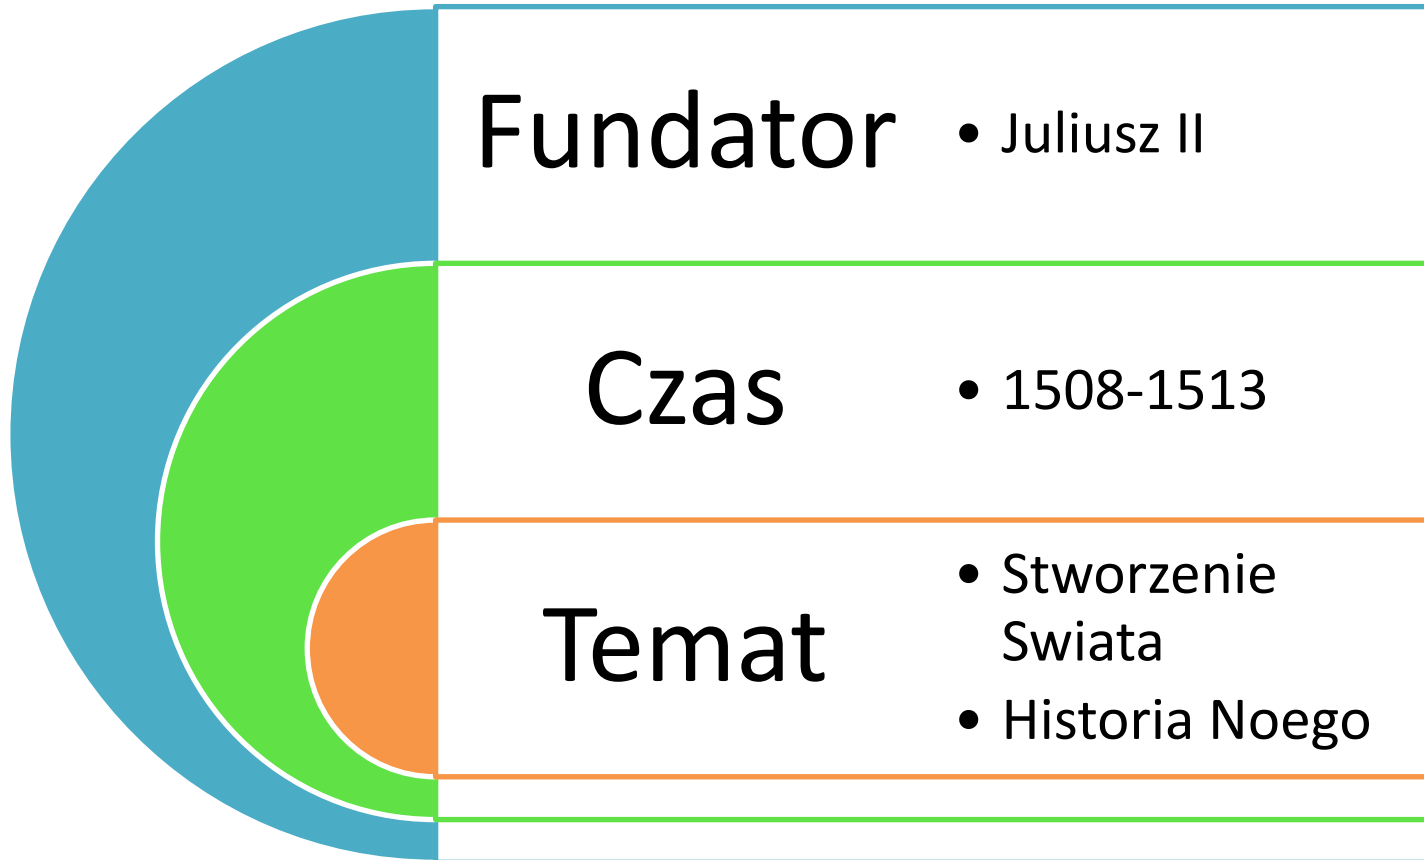 Fundator
• Juliusz II
Czas
• 1508-1513
Temat
• Stworzenie
Swiata
• Historia Noego